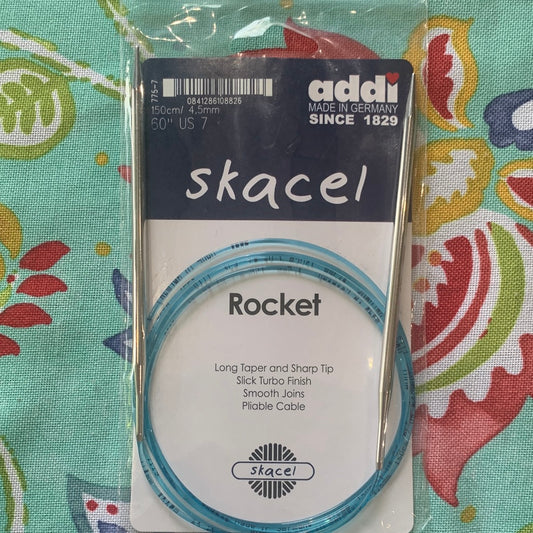 775-7
0841286108826
150cm/ 4.5mm
60" US 7
addi
MADE IN GERMANY
SINCE 1829
skacel
Rocket
Long Taper and Sharp Tip
Slick Turbo Finish
Smooth Joins
Pliable Cable
skacel